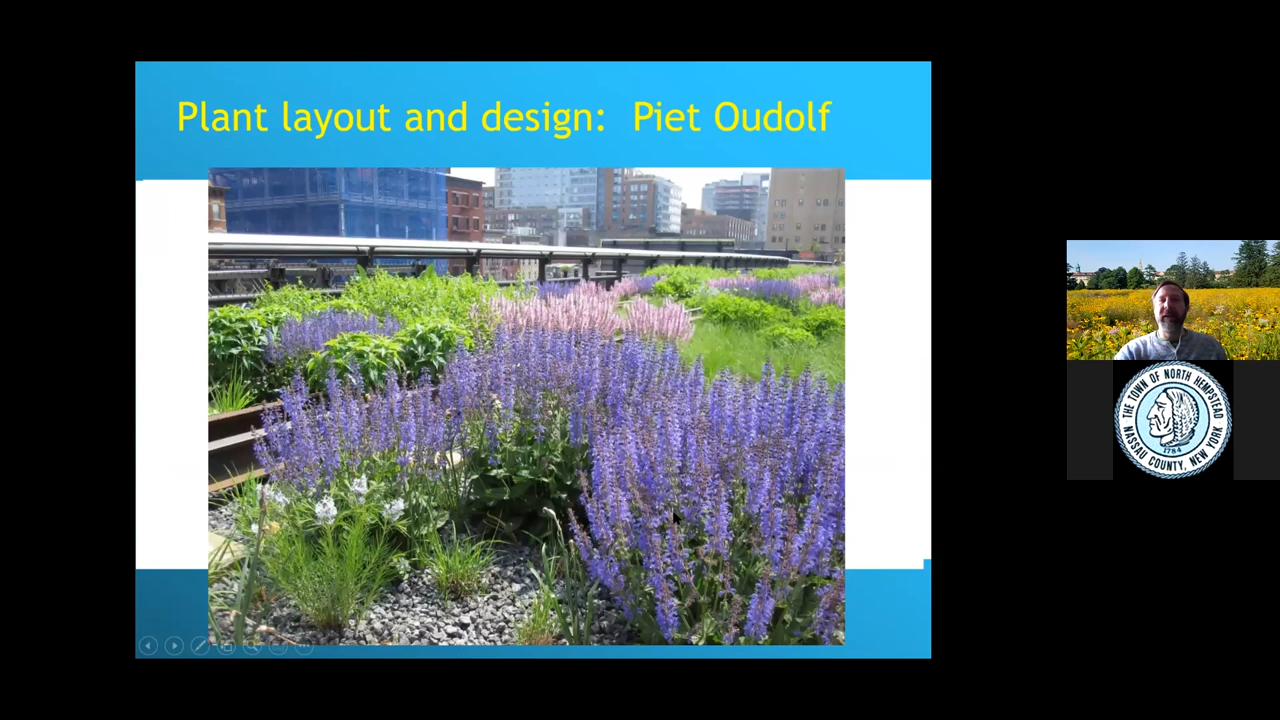 Plant layout and design:  Piet Oudolf
THE TOWN OF NORTH HEMPSTEAD
1784
NASSAU COUNTY, NEW YORK